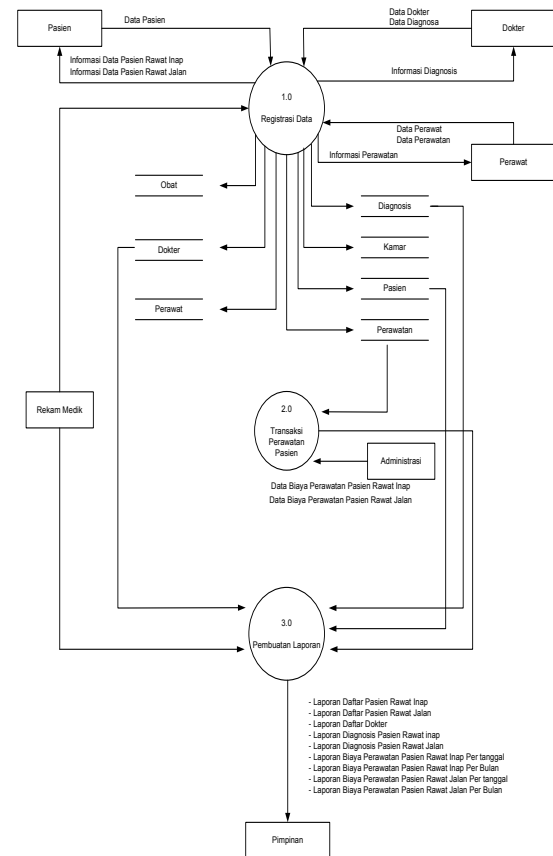 Data Pasien
Pasien
Informasi Data Pasien Rawat Inap
Informasi Data Pasien Rawat Jalan
Data Dokter
Data Diagnosa
Dokter
Informasi Diagnosis
1.0
Registrasi Data
Data Perawat
Data Perawatan
Informasi Perawatan
Perawat
Obat
Diagnosis
Dokter
Kamar
Pasien
Perawat
Perawatan
Rekam Medik
2.0
Transaksi
Perawatan
Pasien
Administrasi
Data Biaya Perawatan Pasien Rawat Inap
Data Biaya Perawatan Pasien Rawat Jalan
3.0
Pembuatan Laporan
- Laporan Daftar Pasien Rawat Inap
- Laporan Daftar Pasien Rawat Jalan
- Laporan Daftar Dokter
- Laporan Diagnosis Pasien Rawat inap
- Laporan Diagnosis Pasien Rawat Jalan
- Laporan Biaya Perawatan Pasien Rawat Inap Per tanggal
- Laporan Biaya Perawatan Pasien Rawat Inap Per Bulan
- Laporan Biaya Perawatan Pasien Rawat Jalan Per tanggal
- Laporan Biaya Perawatan Pasien Rawat Jalan Per Bulan
Pimpinan